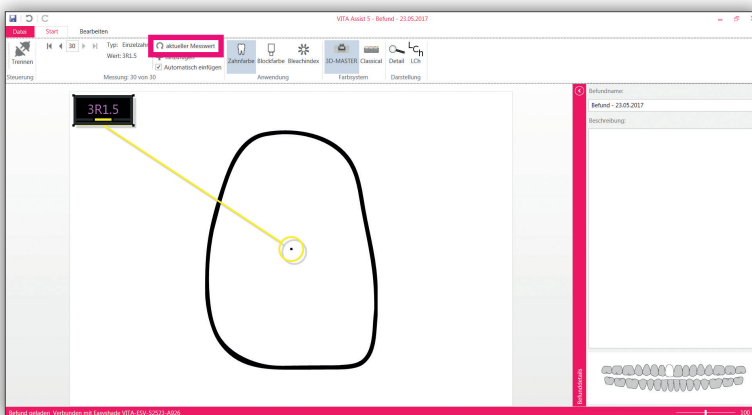 VITA Assist 5 - Befund - 23.05.2017
Datei Start Bearbeiten
Trennen
30
Typ: Einzelzahn
Wert: 3R1.5
aktueller Messwert
Automatisch einfügen
Zahnfarbe Blockfarbe Bleachindex
3D-MASTER Classical
Detail LCh
Steuerung
Messung: 30 von 30
Anwendung
Farbsystem
Darstellung
3R1.5
Befundname:
Befund - 23.05.2017
Beschreibung:
Befunddetails
Befund geladen Verbunden mit Easyshade VITA-ESV-52523-A926
100